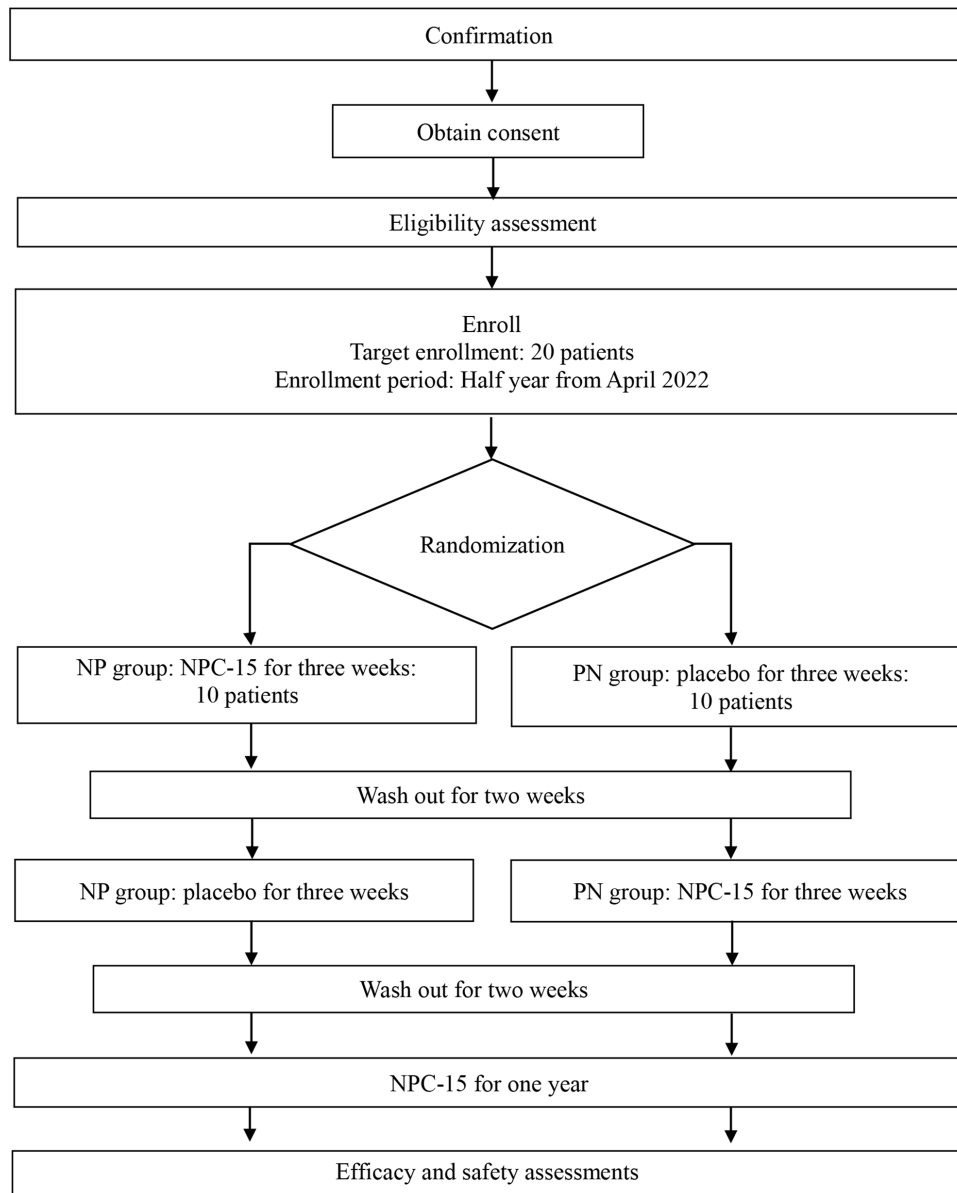 Confirmation
Obtain consent
Eligibility assessment
Enroll
Target enrollment: 20 patients
Enrollment period: Half year from April 2022
Randomization
NP group: NPC-15 for three weeks:
10 patients
PN group: placebo for three weeks:
10 patients
Wash out for two weeks
NP group: placebo for three weeks
PN group: NPC-15 for three weeks
Wash out for two weeks
NPC-15 for one year
Efficacy and safety assessments